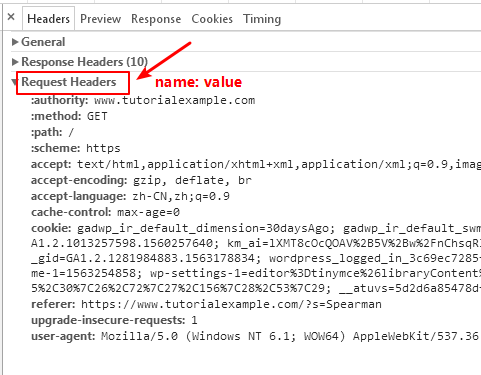 × Headers Preview Response Cookies Timing
▶ General
▶ Response Headers (10)
▼ Request Headers name: value
:authority: www.tutorialexample.com
:method: GET
:path: /
:scheme: https
accept: text/html,application/xhtml+xml,application/xml;q=0.9,imag
accept-encoding: gzip, deflate, br
accept-language: zh-CN,zh;q=0.9
cache-control: max-age=0
cookie: gadwp_ir_default_dimension=30daysAgo; gadwp_ir_default_swm
A1.2.1013257598.1560257640; km_ai=lXMT8cOcQOAV%2B5V%2Bw%2FnChsqR
_gid=GA1.2.1281984883.1563178834; wordpress_logged_in_3c69ec7285
me-1=1563254858; wp-settings-1=editor%3Dtinymce%26libraryContent%
5%2C30%7C26%2C72%7C27%2C156%7C28%2C53%7C29; __atuvs=5d2d6a85478d
referer: https://www.tutorialexample.com/?s=Spearman
upgrade-insecure-requests: 1
user-agent: Mozilla/5.0 (Windows NT 6.1; WOW64) AppleWebKit/537.36